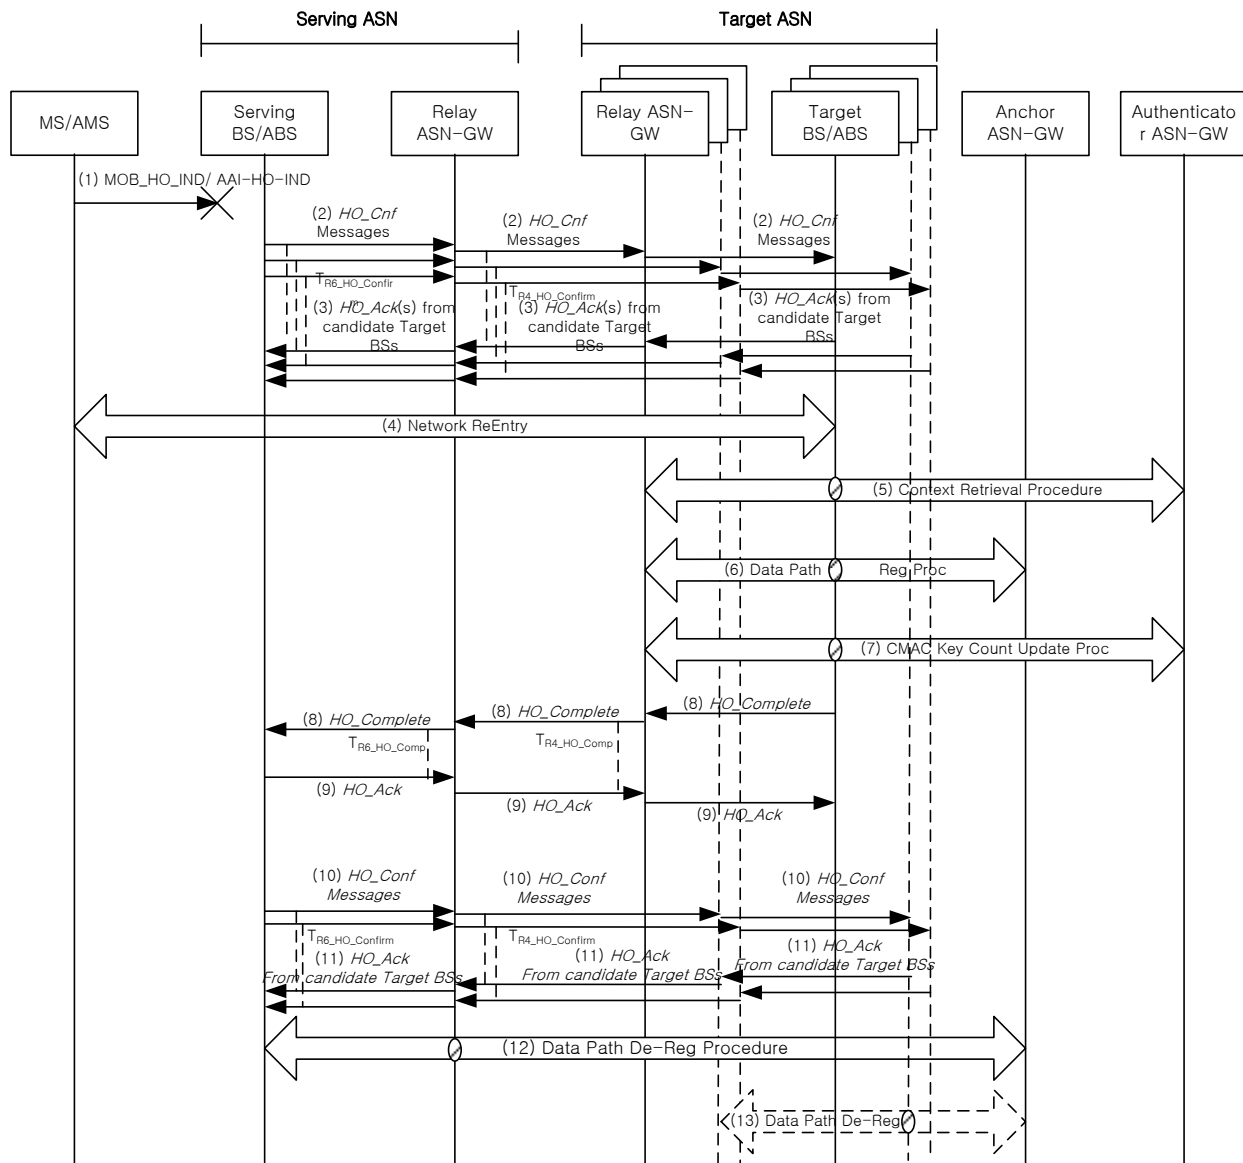 Serving ASN
Target ASN
MS/AMS
Serving
BS/ABS
Relay
ASN-GW
Relay ASN-
GW
Target
BS/ABS
Anchor
ASN-GW
Authenticato
r ASN-GW
(1) MOB_HO_IND/ AAI-HO-IND
(2) HO_Cnf
Messages
(2) HO_Cnf
Messages
(2) HO_Cnf
Messages
TR6_HO_Confir
m
TR4_HO_Confirm
(3) HO_Ack(s) from
candidate Target
BSs
(3) HO_Ack(s) from
candidate Target
BSs
(3) HO_Ack(s) from
candidate Target
BSs
(4) Network ReEntry
(5) Context Retrieval Procedure
(6) Data Path Reg Proc
(7) CMAC Key Count Update Proc
(8) HO_Complete
(8) HO_Complete
(8) HO_Complete
TR6_HO_Comp
TR4_HO_Comp
(9) HO_Ack
(9) HO_Ack
(9) HO_Ack
(10) HO_Conf
Messages
(10) HO_Conf
Messages
(10) HO_Conf
Messages
TR6_HO_Confirm
TR4_HO_Confirm
(11) HO_Ack
From candidate Target BSs
(11) HO_Ack
From candidate Target BSs
(11) HO_Ack
From candidate Target BSs
(12) Data Path De-Reg Procedure
(13) Data Path De-Reg